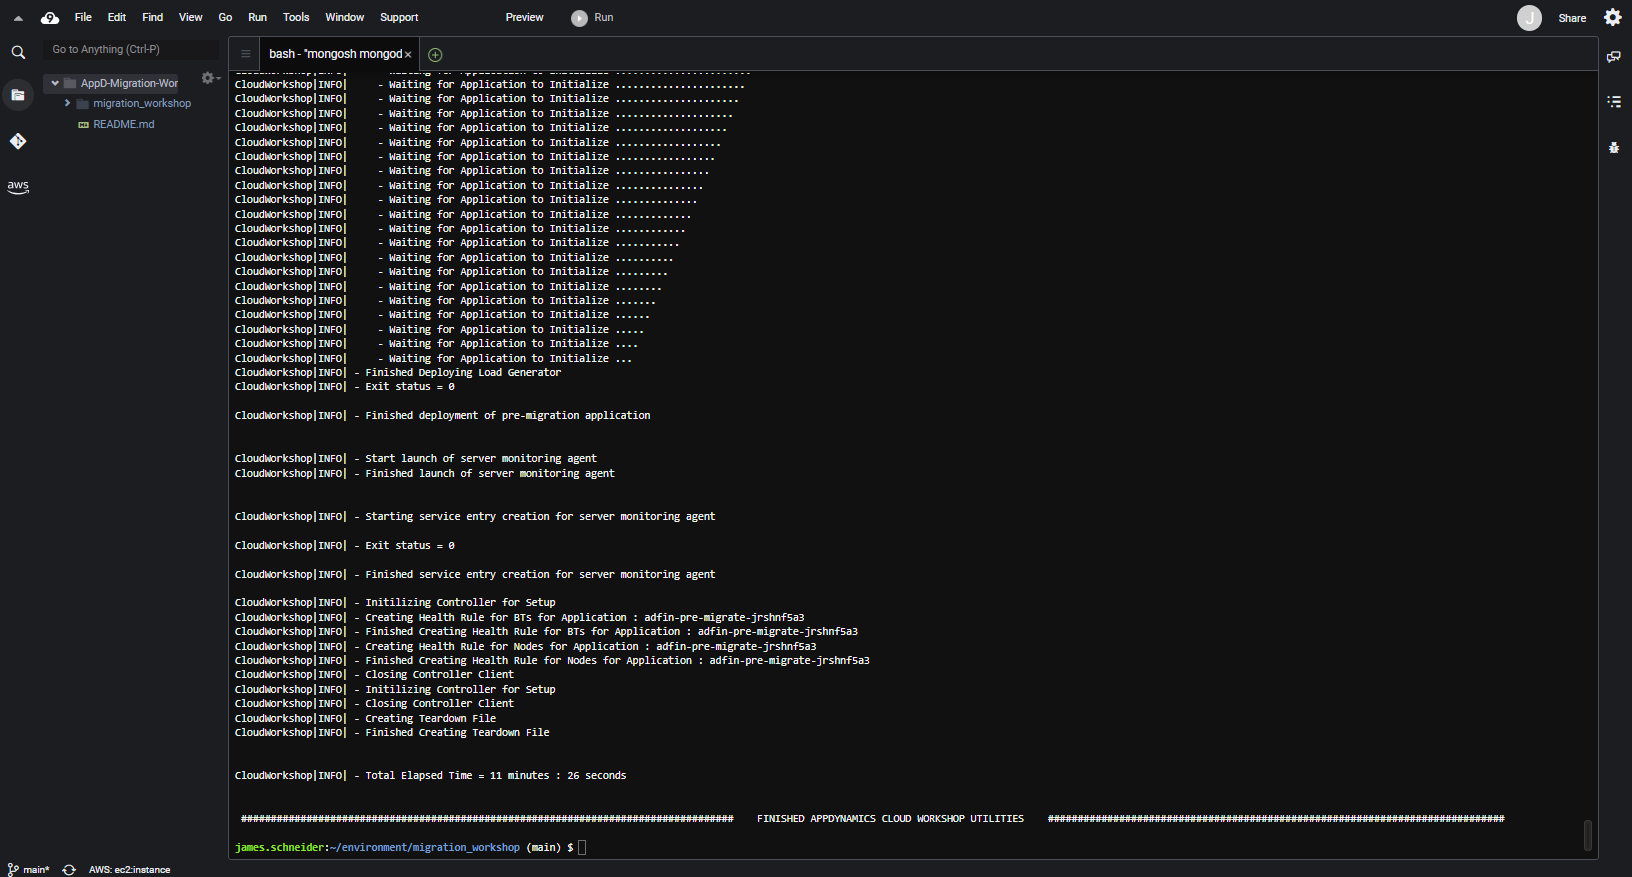 File Edit Find View Go Run Tools Window Support Preview Run J Share
Go to Anything (Ctrl-P)
bash - "mongosh mongod ×
AppD-Migration-Wor
migration_workshop
README.md
aws
CloudWorkshop|INFO|     - Waiting for Application to Initialize .......................
CloudWorkshop|INFO|     - Waiting for Application to Initialize ......................
CloudWorkshop|INFO|     - Waiting for Application to Initialize .....................
CloudWorkshop|INFO|     - Waiting for Application to Initialize ....................
CloudWorkshop|INFO|     - Waiting for Application to Initialize ...................
CloudWorkshop|INFO|     - Waiting for Application to Initialize ..................
CloudWorkshop|INFO|     - Waiting for Application to Initialize .................
CloudWorkshop|INFO|     - Waiting for Application to Initialize ................
CloudWorkshop|INFO|     - Waiting for Application to Initialize ...............
CloudWorkshop|INFO|     - Waiting for Application to Initialize ..............
CloudWorkshop|INFO|     - Waiting for Application to Initialize .............
CloudWorkshop|INFO|     - Waiting for Application to Initialize ............
CloudWorkshop|INFO|     - Waiting for Application to Initialize ...........
CloudWorkshop|INFO|     - Waiting for Application to Initialize ..........
CloudWorkshop|INFO|     - Waiting for Application to Initialize .........
CloudWorkshop|INFO|     - Waiting for Application to Initialize ........
CloudWorkshop|INFO|     - Waiting for Application to Initialize .......
CloudWorkshop|INFO|     - Waiting for Application to Initialize ......
CloudWorkshop|INFO|     - Waiting for Application to Initialize .....
CloudWorkshop|INFO|     - Waiting for Application to Initialize ....
CloudWorkshop|INFO|     - Waiting for Application to Initialize ...
CloudWorkshop|INFO| - Finished Deploying Load Generator
CloudWorkshop|INFO| - Exit status = 0
CloudWorkshop|INFO| - Finished deployment of pre-migration application
CloudWorkshop|INFO| - Start launch of server monitoring agent
CloudWorkshop|INFO| - Finished launch of server monitoring agent
CloudWorkshop|INFO| - Starting service entry creation for server monitoring agent
CloudWorkshop|INFO| - Exit status = 0
CloudWorkshop|INFO| - Finished service entry creation for server monitoring agent
CloudWorkshop|INFO| - Initilizing Controller for Setup
CloudWorkshop|INFO| - Creating Health Rule for BTs for Application : adfin-pre-migrate-jrshnf5a3
CloudWorkshop|INFO| - Finished Creating Health Rule for BTs for Application : adfin-pre-migrate-jrshnf5a3
CloudWorkshop|INFO| - Creating Health Rule for Nodes for Application : adfin-pre-migrate-jrshnf5a3
CloudWorkshop|INFO| - Finished Creating Health Rule for Nodes for Application : adfin-pre-migrate-jrshnf5a3
CloudWorkshop|INFO| - Closing Controller Client
CloudWorkshop|INFO| - Initilizing Controller for Setup
CloudWorkshop|INFO| - Closing Controller Client
CloudWorkshop|INFO| - Creating Teardown File
CloudWorkshop|INFO| - Finished Creating Teardown File
CloudWorkshop|INFO| - Total Elapsed Time = 11 minutes : 26 seconds
################################################################################### FINISHED APPDYNAMICS CLOUD WORKSHOP UTILITIES #############################################################################
james.schneider:~/environment/migration_workshop (main) $
main* AWS: ec2:instance